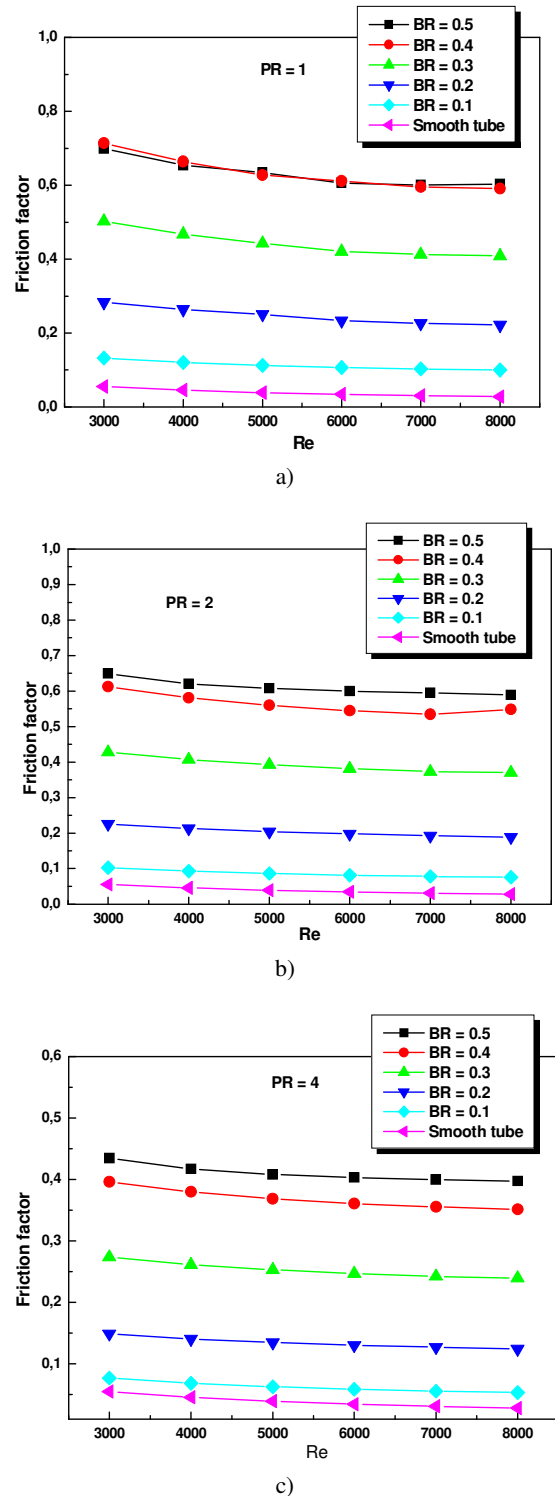 BR = 0.5
BR = 0.4
BR = 0.3
BR = 0.2
BR = 0.1
Smooth tube
PR = 1
1,0
0,8
0,6
0,4
0,2
0,0
Friction factor
3000 4000 5000 6000 7000 8000
Re
a)
BR = 0.5
BR = 0.4
BR = 0.3
BR = 0.2
BR = 0.1
Smooth tube
PR = 2
1,0
0,9
0,8
0,7
0,6
0,5
0,4
0,3
0,2
0,1
0,0
Friction factor
3000 4000 5000 6000 7000 8000
Re
b)
BR = 0.5
BR = 0.4
BR = 0.3
BR = 0.2
BR = 0.1
Smooth tube
PR = 4
0,6
0,5
0,4
0,3
0,2
0,1
Friction factor
3000 4000 5000 6000 7000 8000
Re
c)